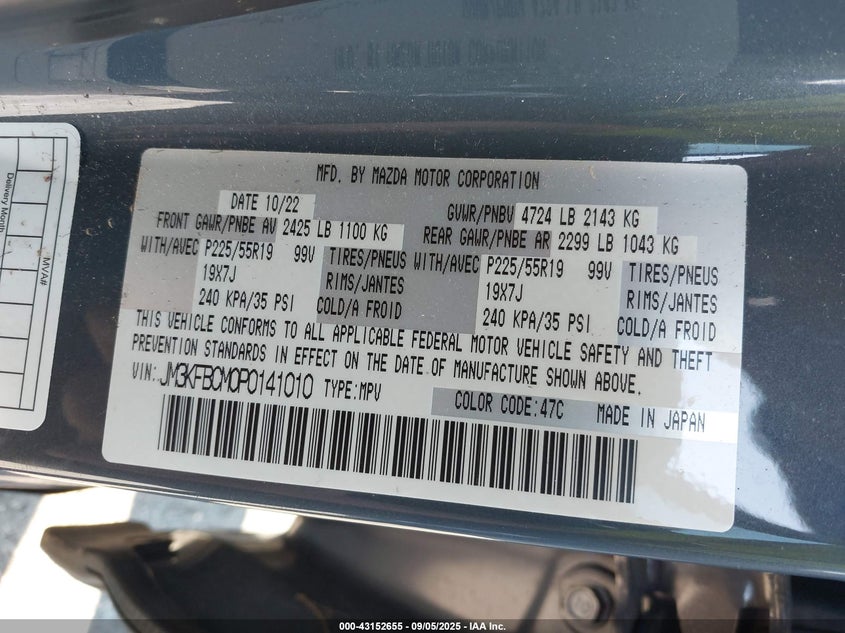 MFD. BY MAZDA MOTOR CORPORATION
DATE 10/22
GVWR/PNBV 4724 LB 2143 KG
FRONT GAWR/PNBE AV 2425 LB 1100 KG
REAR GAWR/PNBE AR 2299 LB 1043 KG
WITH/AVEC P225/55R19 99V TIRES/PNEUS WITH/AVEC P225/55R19 99V TIRES/PNEUS
19X7J RIMS/JANTES 19X7J RIMS/JANTES
240 KPA/35 PSI COLD/A FROID 240 KPA/35 PSI COLD/A FROID
THIS VEHICLE CONFORMS TO ALL APPLICABLE FEDERAL MOTOR VEHICLE SAFETY AND THEFT
PREVENTION STANDARDS IN EFFECT ON THE DATE OF MANUFACTURE SHOWN ABOVE.
VIN: JM3KFBCM0P0141010 TYPE:MPV
COLOR CODE:47C MADE IN JAPAN
Delivery Month
MVA#
000-43152655 - 09/05/2025 - IAA Inc.